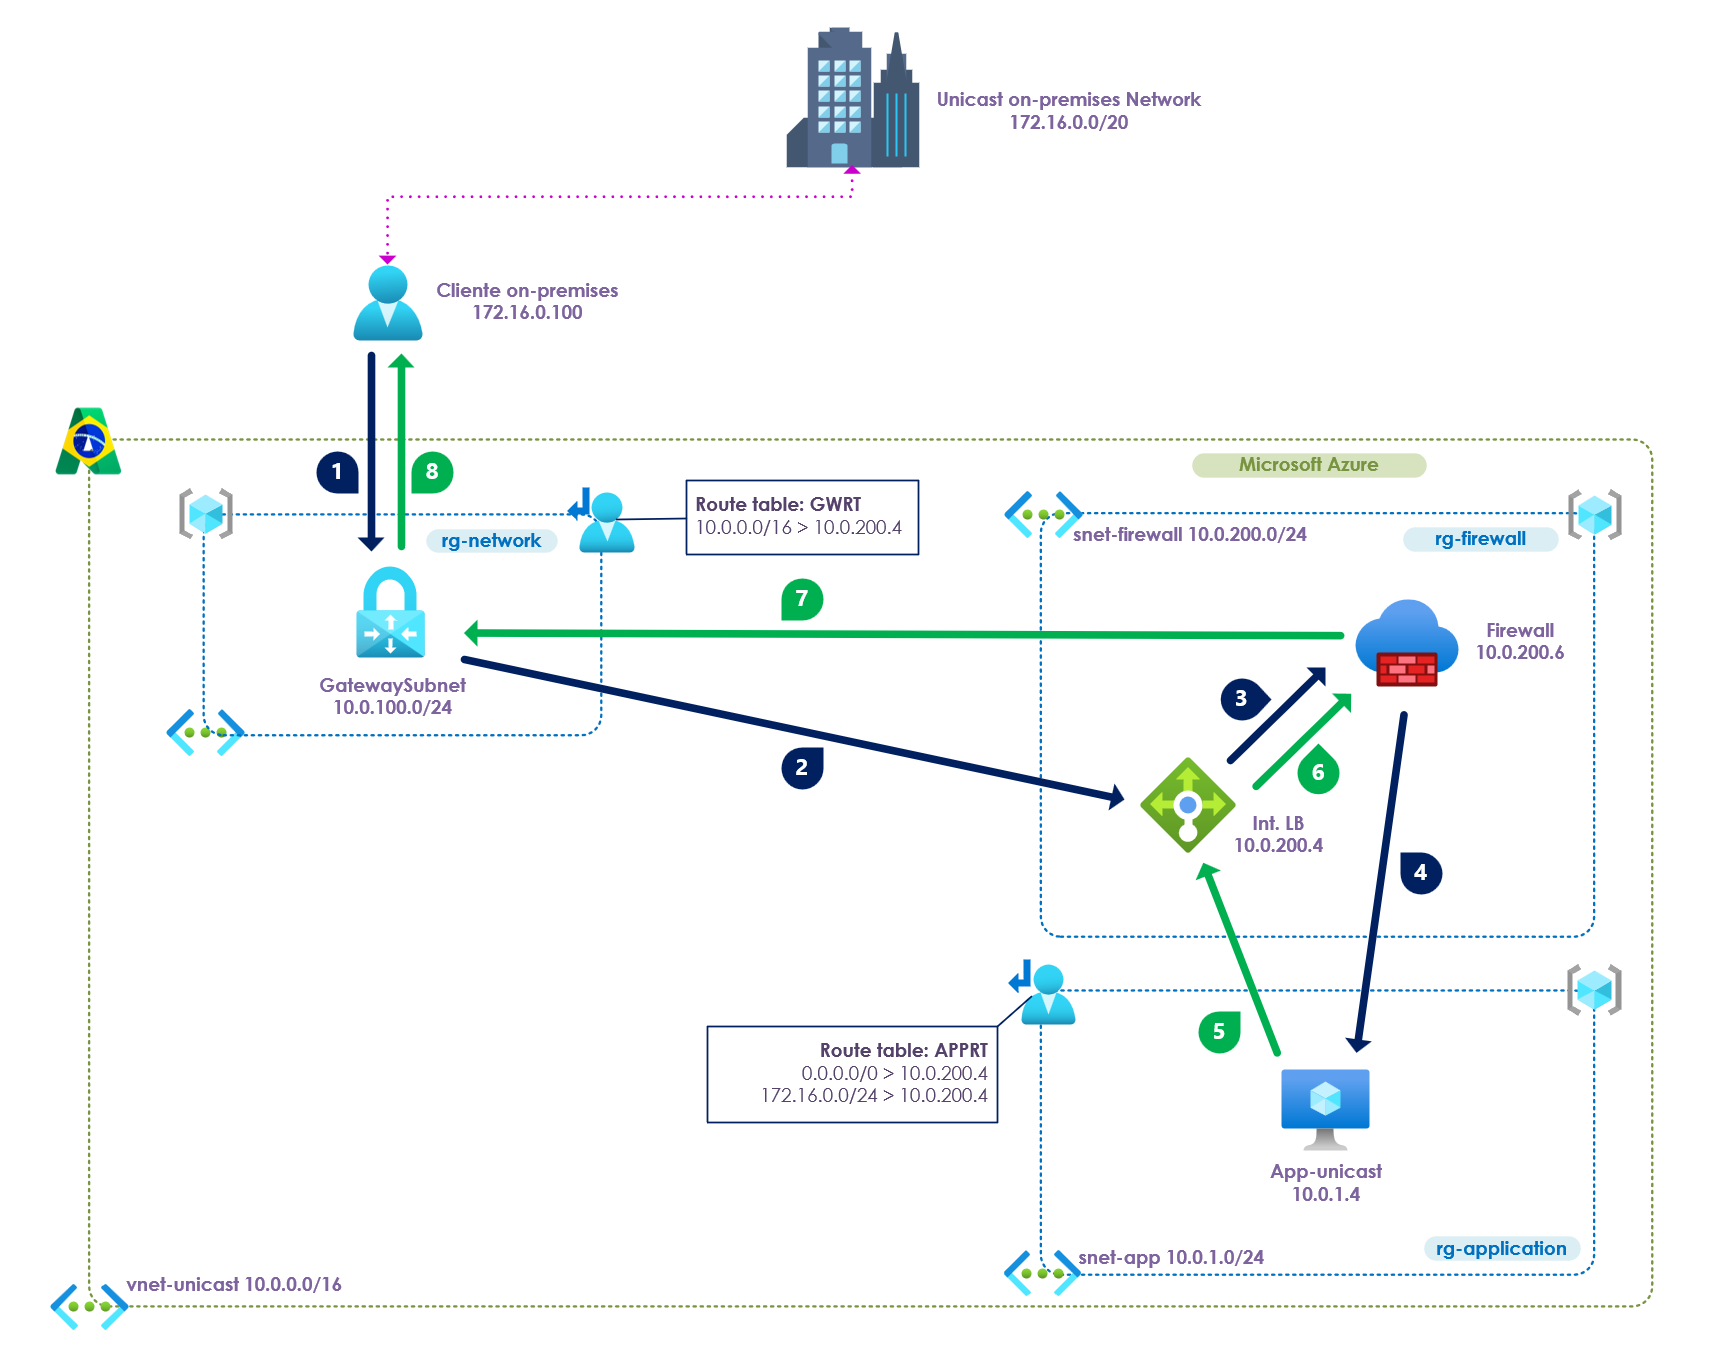 Unicast on-premises Network
172.16.0.0/20
Cliente on-premises
172.16.0.100
1
8
Microsoft Azure
Route table: GWRT
10.0.0.0/16 > 10.0.200.4
rg-network
snet-firewall 10.0.200.0/24
rg-firewall
7
Firewall
10.0.200.6
GatewaySubnet
10.0.100.0/24
3
2
6
Int. LB
10.0.200.4
4
5
Route table: APPRT
0.0.0.0/0 > 10.0.200.4
172.16.0.0/24 > 10.0.200.4
App-unicast
10.0.1.4
snet-app 10.0.1.0/24
rg-application
vnet-unicast 10.0.0.0/16